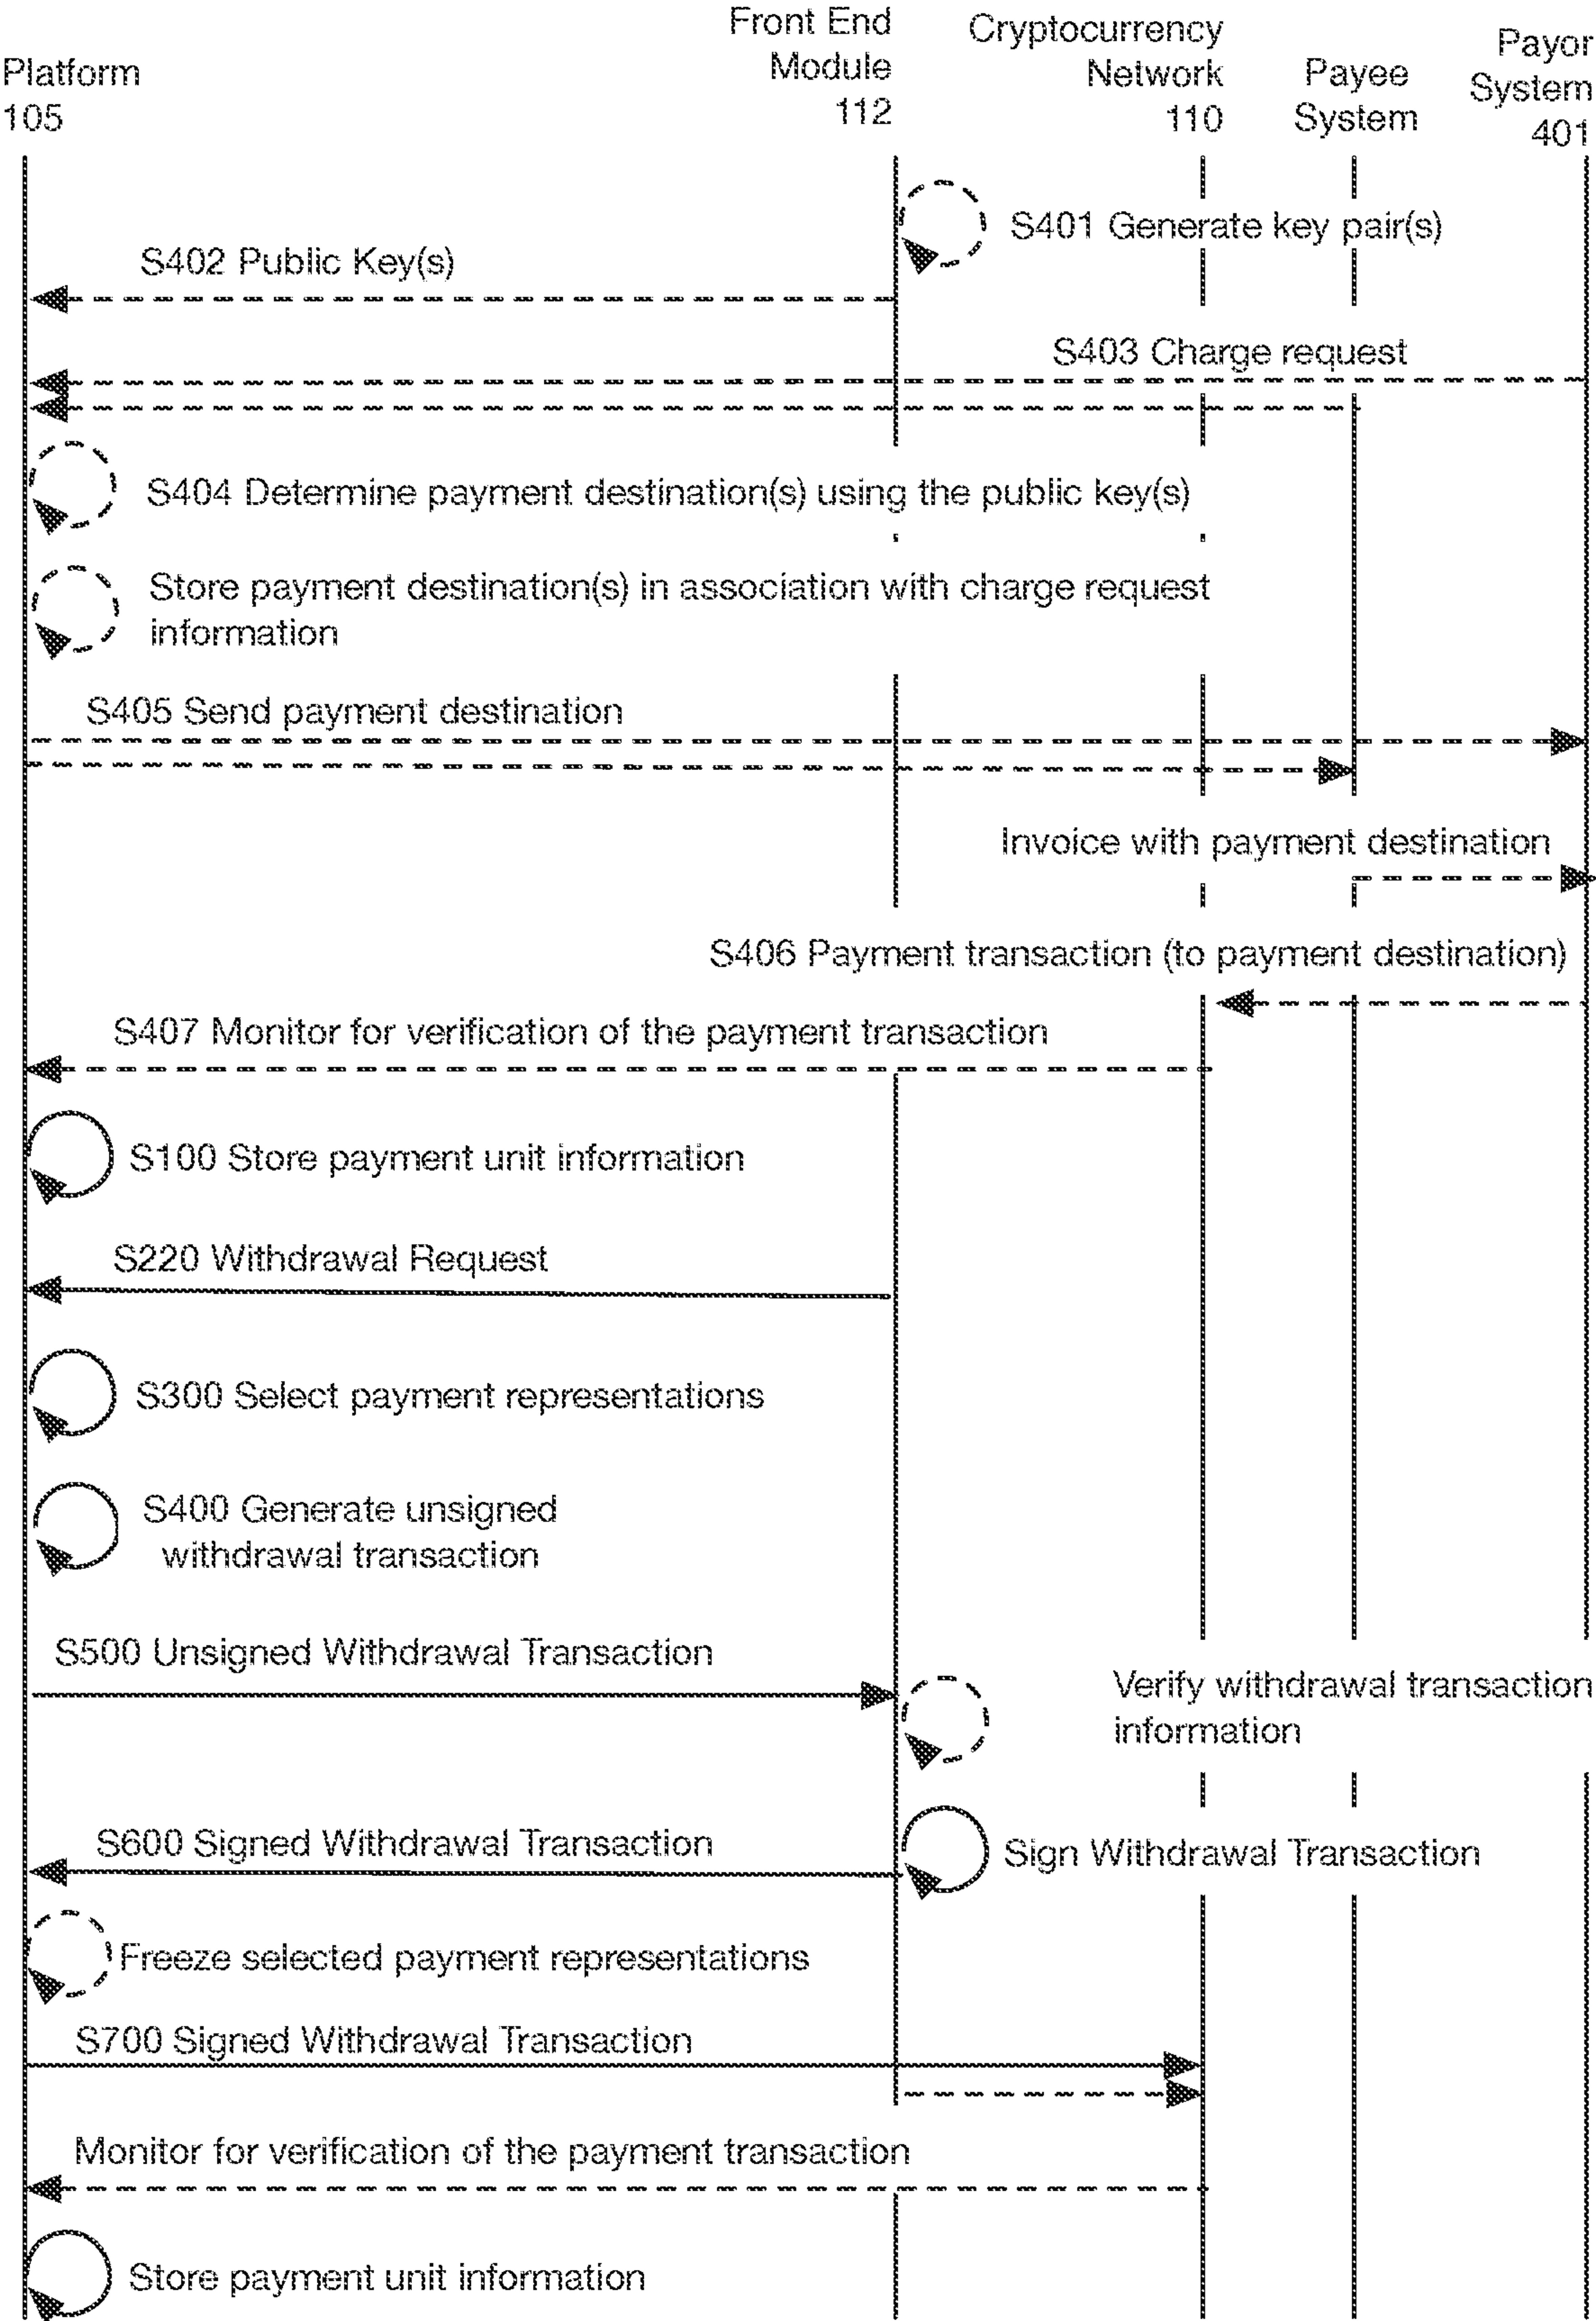 Platform
105
Front End
Module
112
Cryptocurrency
Network
110
Payee
System
Payor
System
401
S401 Generate key pair(s)
S402 Public Key(s)
S403 Charge request
S404 Determine payment destination(s) using the public key(s)
Store payment destination(s) in association with charge request
information
S405 Send payment destination
Invoice with payment destination
S406 Payment transaction (to payment destination)
S407 Monitor for verification of the payment transaction
S100 Store payment unit information
S220 Withdrawal Request
S300 Select payment representations
S400 Generate unsigned
withdrawal transaction
S500 Unsigned Withdrawal Transaction
Verify withdrawal transaction
information
S600 Signed Withdrawal Transaction
Sign Withdrawal Transaction
Freeze selected payment representations
S700 Signed Withdrawal Transaction
Monitor for verification of the payment transaction
Store payment unit information